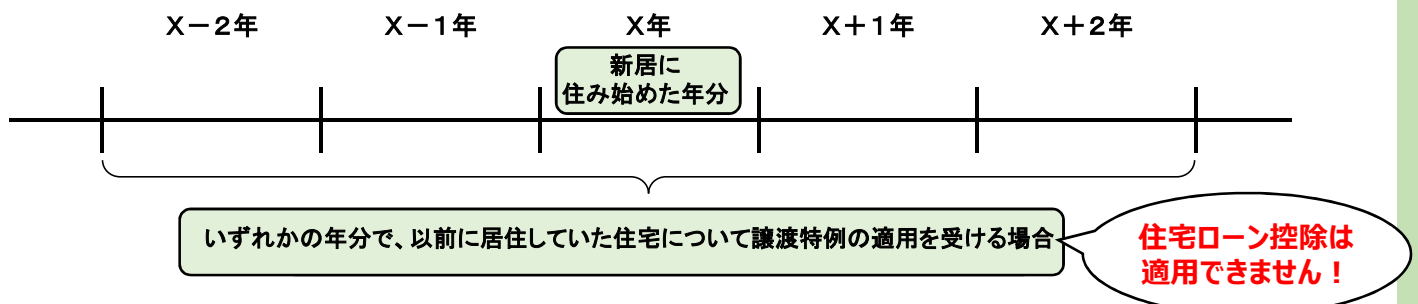 X－2年 X－1年 X年 X＋1年 X＋2年
新居に
住み始めた年分
いずれかの年分で、以前に居住していた住宅について譲渡特例の適用を受ける場合
住宅ローン控除は
適用できません！